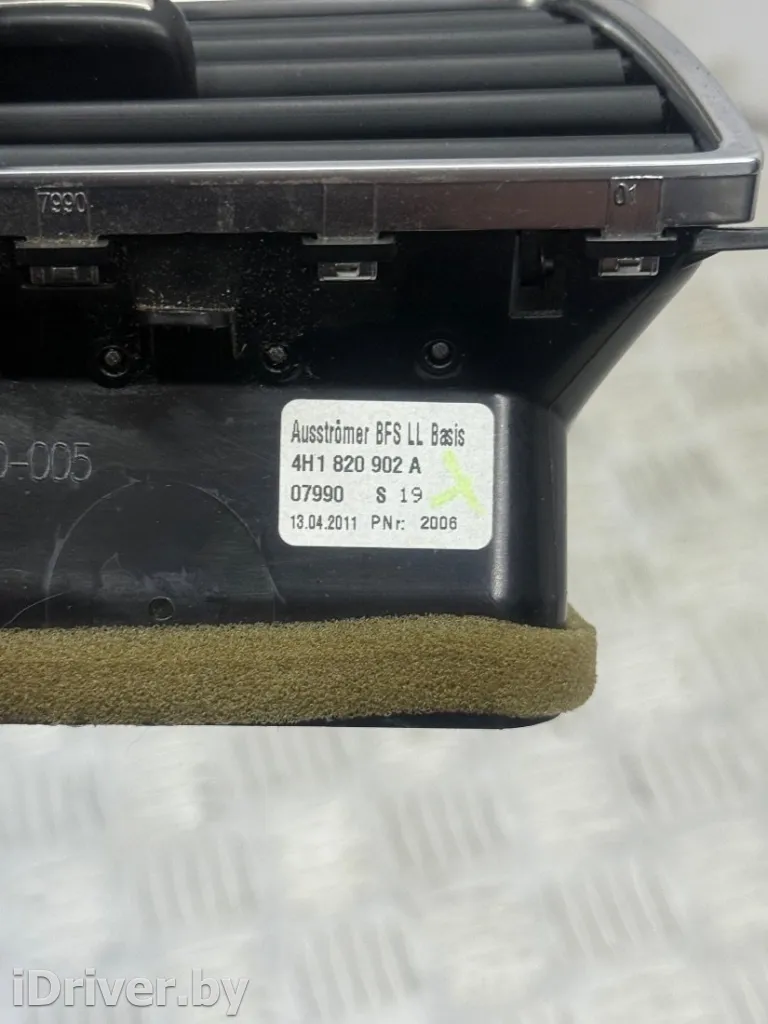 7990
01
0-005
Ausströmer BFS LL Basis
4H1 820 902 A
07990 S 19
13.04.2011 PNr: 2006
iDriver.by